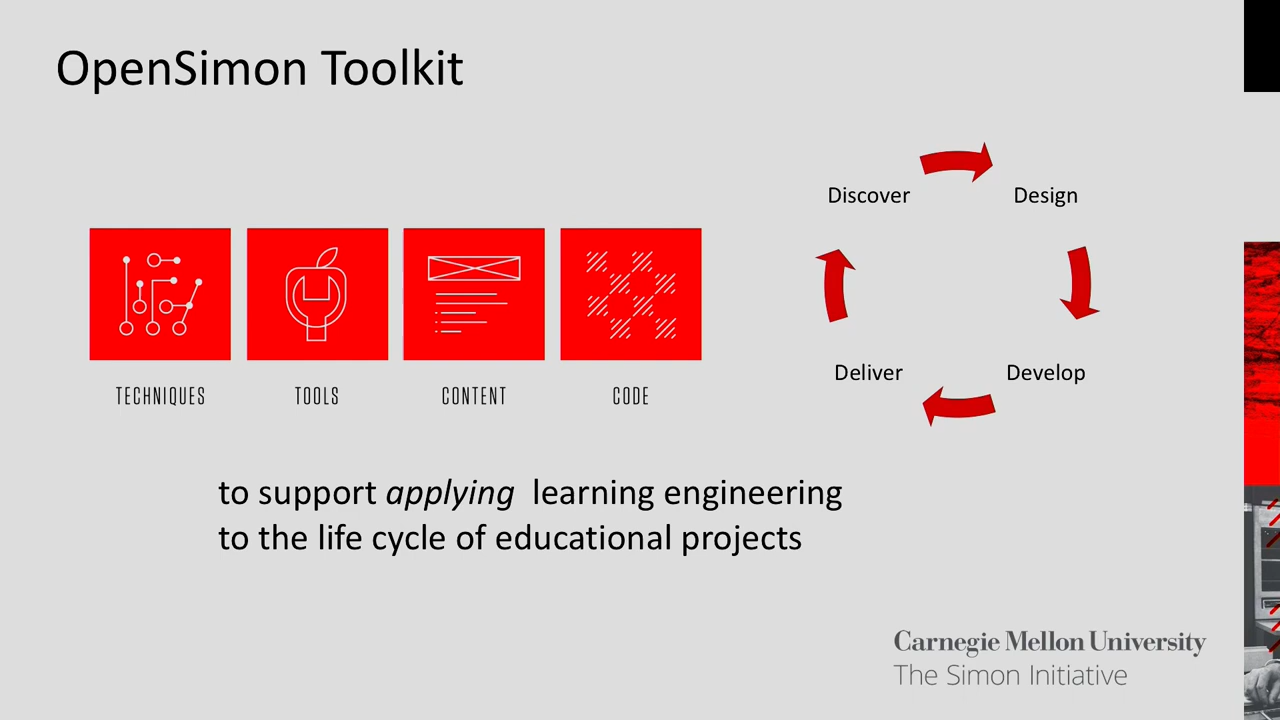 OpenSimon Toolkit
Discover
Design
TECHNIQUES
TOOLS
CONTENT
CODE
Deliver
Develop
to support applying learning engineering
to the life cycle of educational projects
Carnegie Mellon University
The Simon Initiative